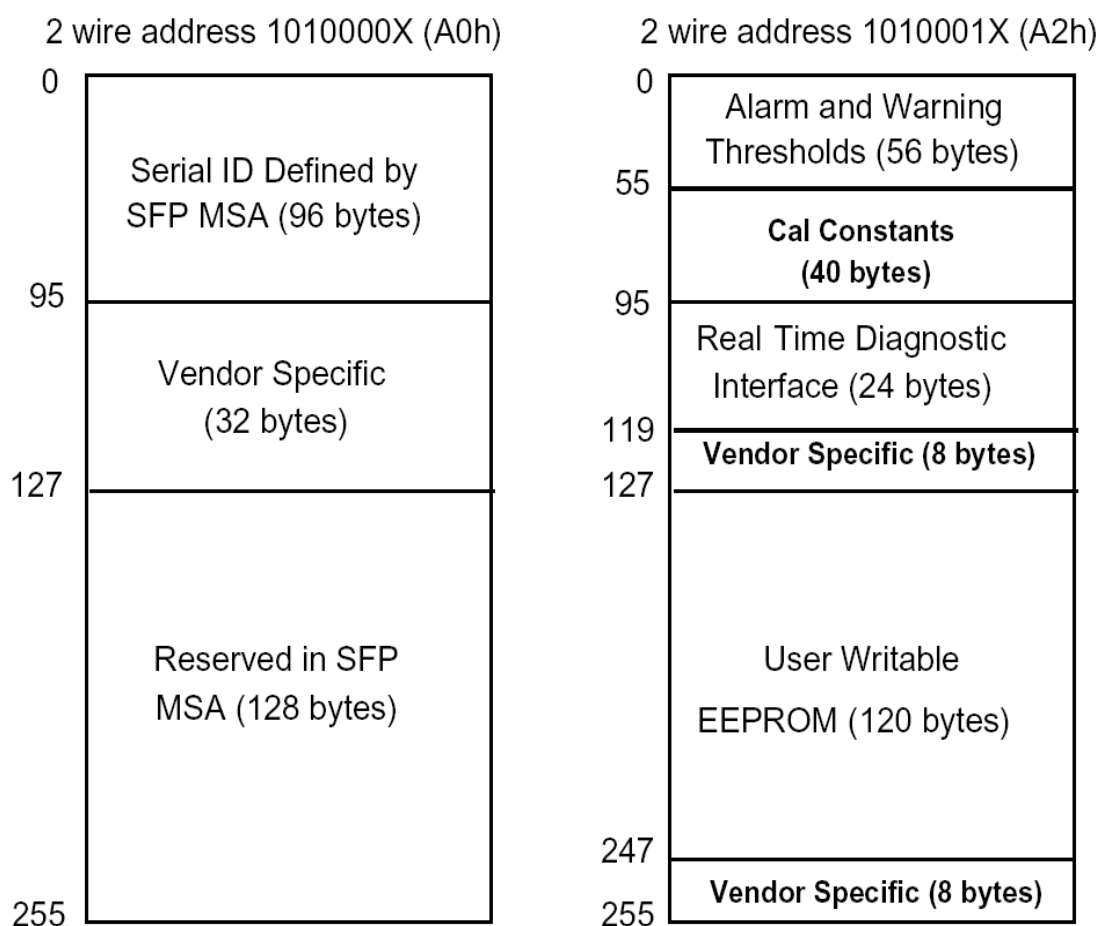 2 wire address 1010000X (A0h)
0
Serial ID Defined by
SFP MSA (96 bytes)
95
Vendor Specific
(32 bytes)
127
Reserved in SFP
MSA (128 bytes)
255
2 wire address 1010001X (A2h)
0
Alarm and Warning
Thresholds (56 bytes)
55
Cal Constants
(40 bytes)
95
Real Time Diagnostic
Interface (24 bytes)
119
Vendor Specific (8 bytes)
127
User Writable
EEPROM (120 bytes)
247
Vendor Specific (8 bytes)
255